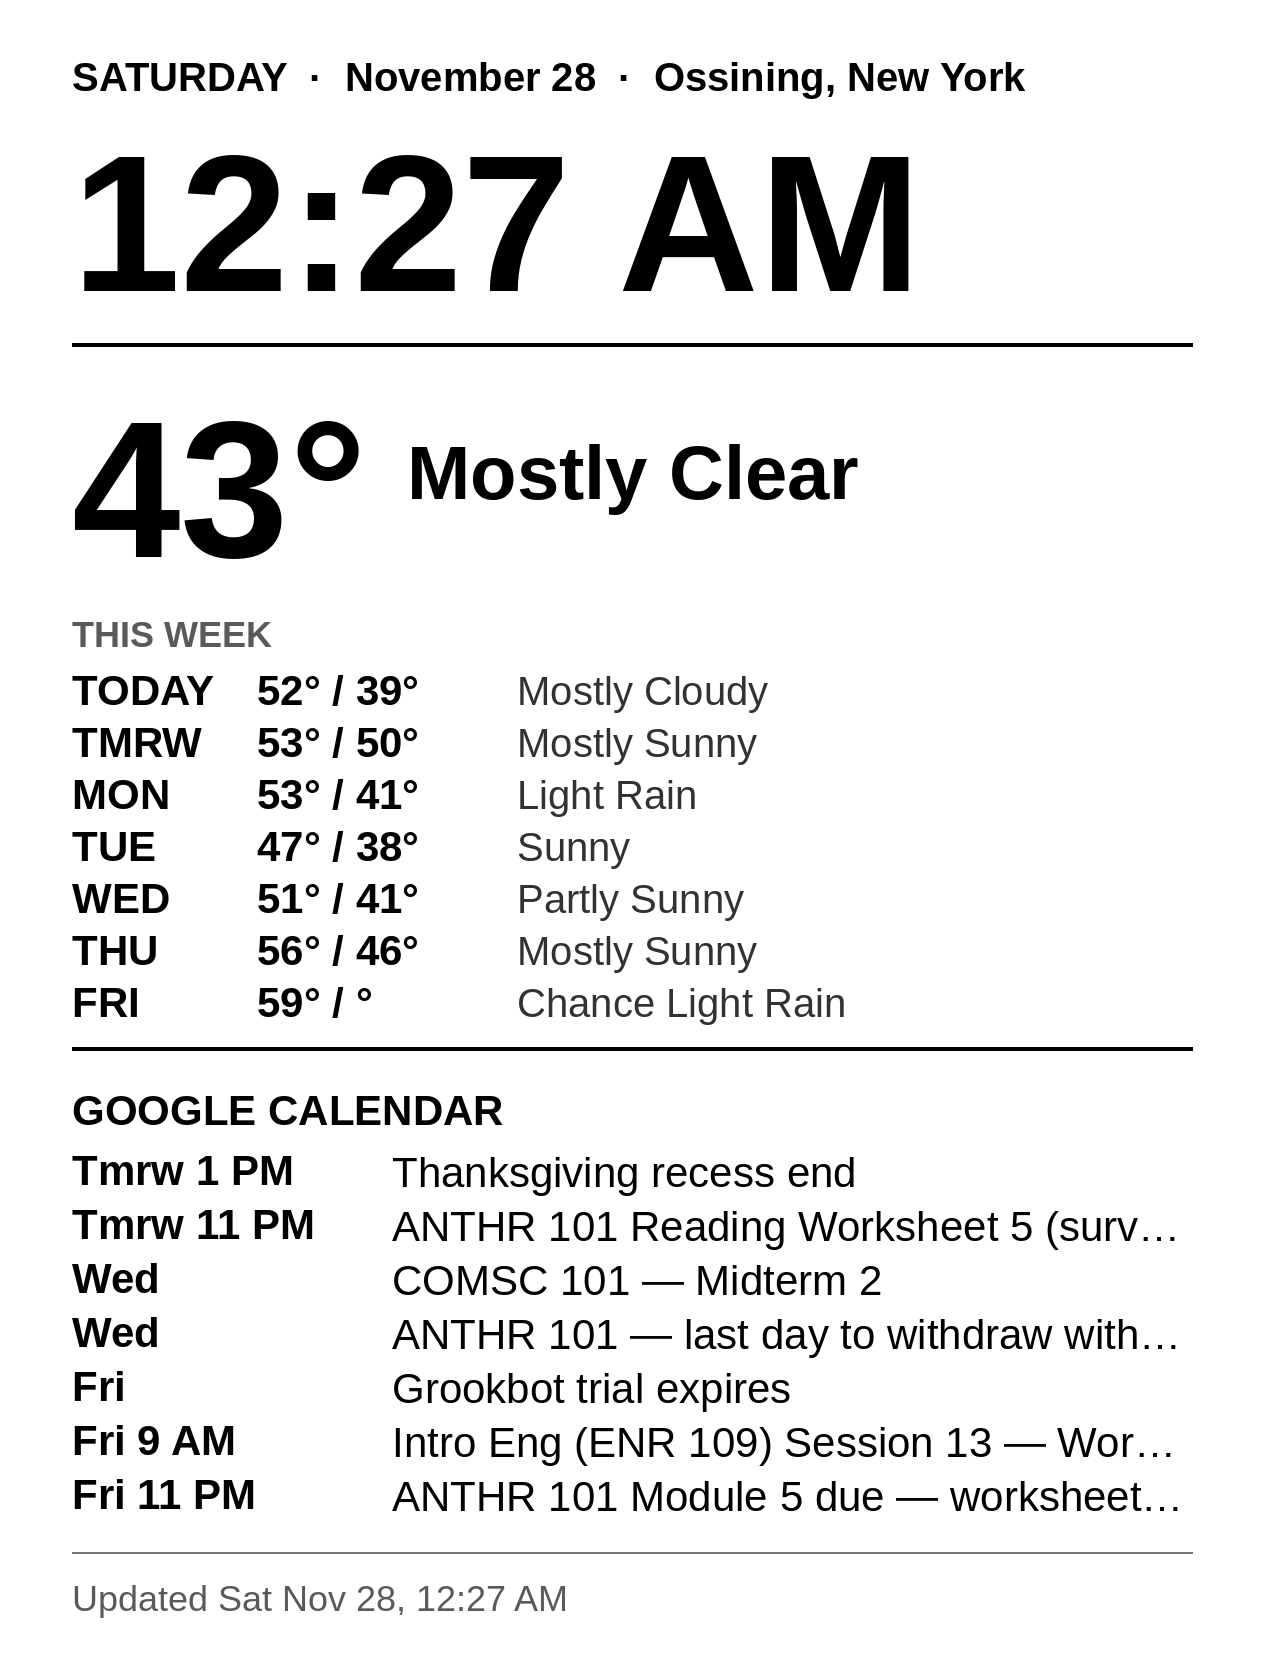 SATURDAY · November 28 · Ossining, New York
12:27 AM
43° Mostly Clear
THIS WEEK
TODAY 52° / 39° Mostly Cloudy
TMRW 53° / 50° Mostly Sunny
MON 53° / 41° Light Rain
TUE 47° / 38° Sunny
WED 51° / 41° Partly Sunny
THU 56° / 46° Mostly Sunny
FRI 59° / ° Chance Light Rain
GOOGLE CALENDAR
Tmrw 1 PM Thanksgiving recess end
Tmrw 11 PM ANTHR 101 Reading Worksheet 5 (surv…
Wed COMSC 101 — Midterm 2
Wed ANTHR 101 — last day to withdraw with…
Fri Grookbot trial expires
Fri 9 AM Intro Eng (ENR 109) Session 13 — Wor…
Fri 11 PM ANTHR 101 Module 5 due — worksheet…
Updated Sat Nov 28, 12:27 AM